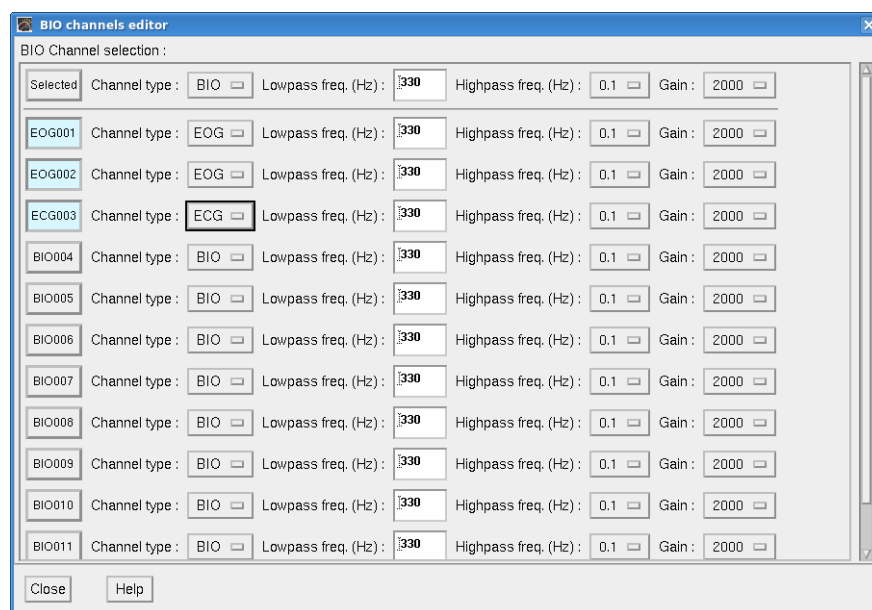 BIO channels editor
BIO Channel selection :
Selected Channel type : BIO Lowpass freq. (Hz) : 330 Highpass freq. (Hz) : 0.1 Gain : 2000
EOG001 Channel type : EOG Lowpass freq. (Hz) : 330 Highpass freq. (Hz) : 0.1 Gain : 2000
EOG002 Channel type : EOG Lowpass freq. (Hz) : 330 Highpass freq. (Hz) : 0.1 Gain : 2000
ECG003 Channel type : ECG Lowpass freq. (Hz) : 330 Highpass freq. (Hz) : 0.1 Gain : 2000
BIO004 Channel type : BIO Lowpass freq. (Hz) : 330 Highpass freq. (Hz) : 0.1 Gain : 2000
BIO005 Channel type : BIO Lowpass freq. (Hz) : 330 Highpass freq. (Hz) : 0.1 Gain : 2000
BIO006 Channel type : BIO Lowpass freq. (Hz) : 330 Highpass freq. (Hz) : 0.1 Gain : 2000
BIO007 Channel type : BIO Lowpass freq. (Hz) : 330 Highpass freq. (Hz) : 0.1 Gain : 2000
BIO008 Channel type : BIO Lowpass freq. (Hz) : 330 Highpass freq. (Hz) : 0.1 Gain : 2000
BIO009 Channel type : BIO Lowpass freq. (Hz) : 330 Highpass freq. (Hz) : 0.1 Gain : 2000
BIO010 Channel type : BIO Lowpass freq. (Hz) : 330 Highpass freq. (Hz) : 0.1 Gain : 2000
BIO011 Channel type : BIO Lowpass freq. (Hz) : 330 Highpass freq. (Hz) : 0.1 Gain : 2000
Close Help